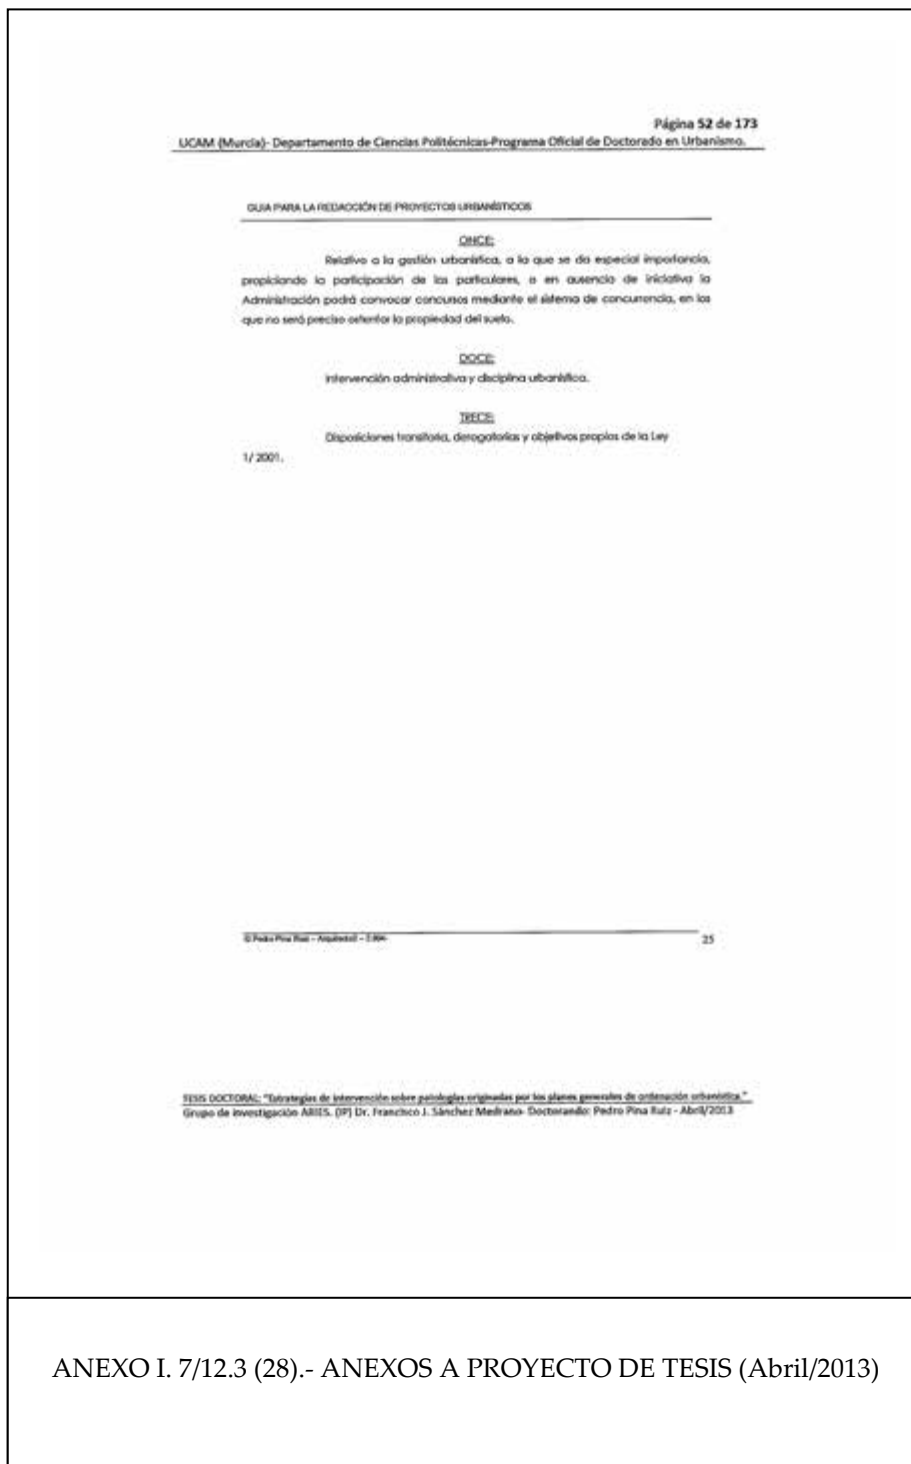 Página 52 de 173
UCAM (Murcia)- Departamento de Ciencias Politécnicas-Programa Oficial de Doctorado en Urbanismo.
GUIA PARA LA REDACCIÓN DE PROYECTOS URBANÍSTICOS
ONCE:
Relativo a la gestión urbanística, a la que se da especial importancia,
propiciando la participación de los particulares, o en ausencia de iniciativa la
Administración podrá convocar concursos mediante el sistema de concurrencia, en los
que no será preciso ostentar la propiedad del suelo.
DOCE:
Intervención administrativa y disciplina urbanística.
TRECE:
Disposiciones transitoria, derogatorias y objetivos propios de la Ley
1/ 2001.
© Pedro Pina Ruiz – Arquitecto – 25
TESIS DOCTORAL: "Estrategias de intervención sobre patologías originadas por los planes generales de ordenación urbanística."
Grupo de investigación ARIES. (IP) Dr. Francisco J. Sánchez Medrano- Doctorando: Pedro Pina Ruiz - Abril/2013
ANEXO I. 7/12.3 (28).- ANEXOS A PROYECTO DE TESIS (Abril/2013)